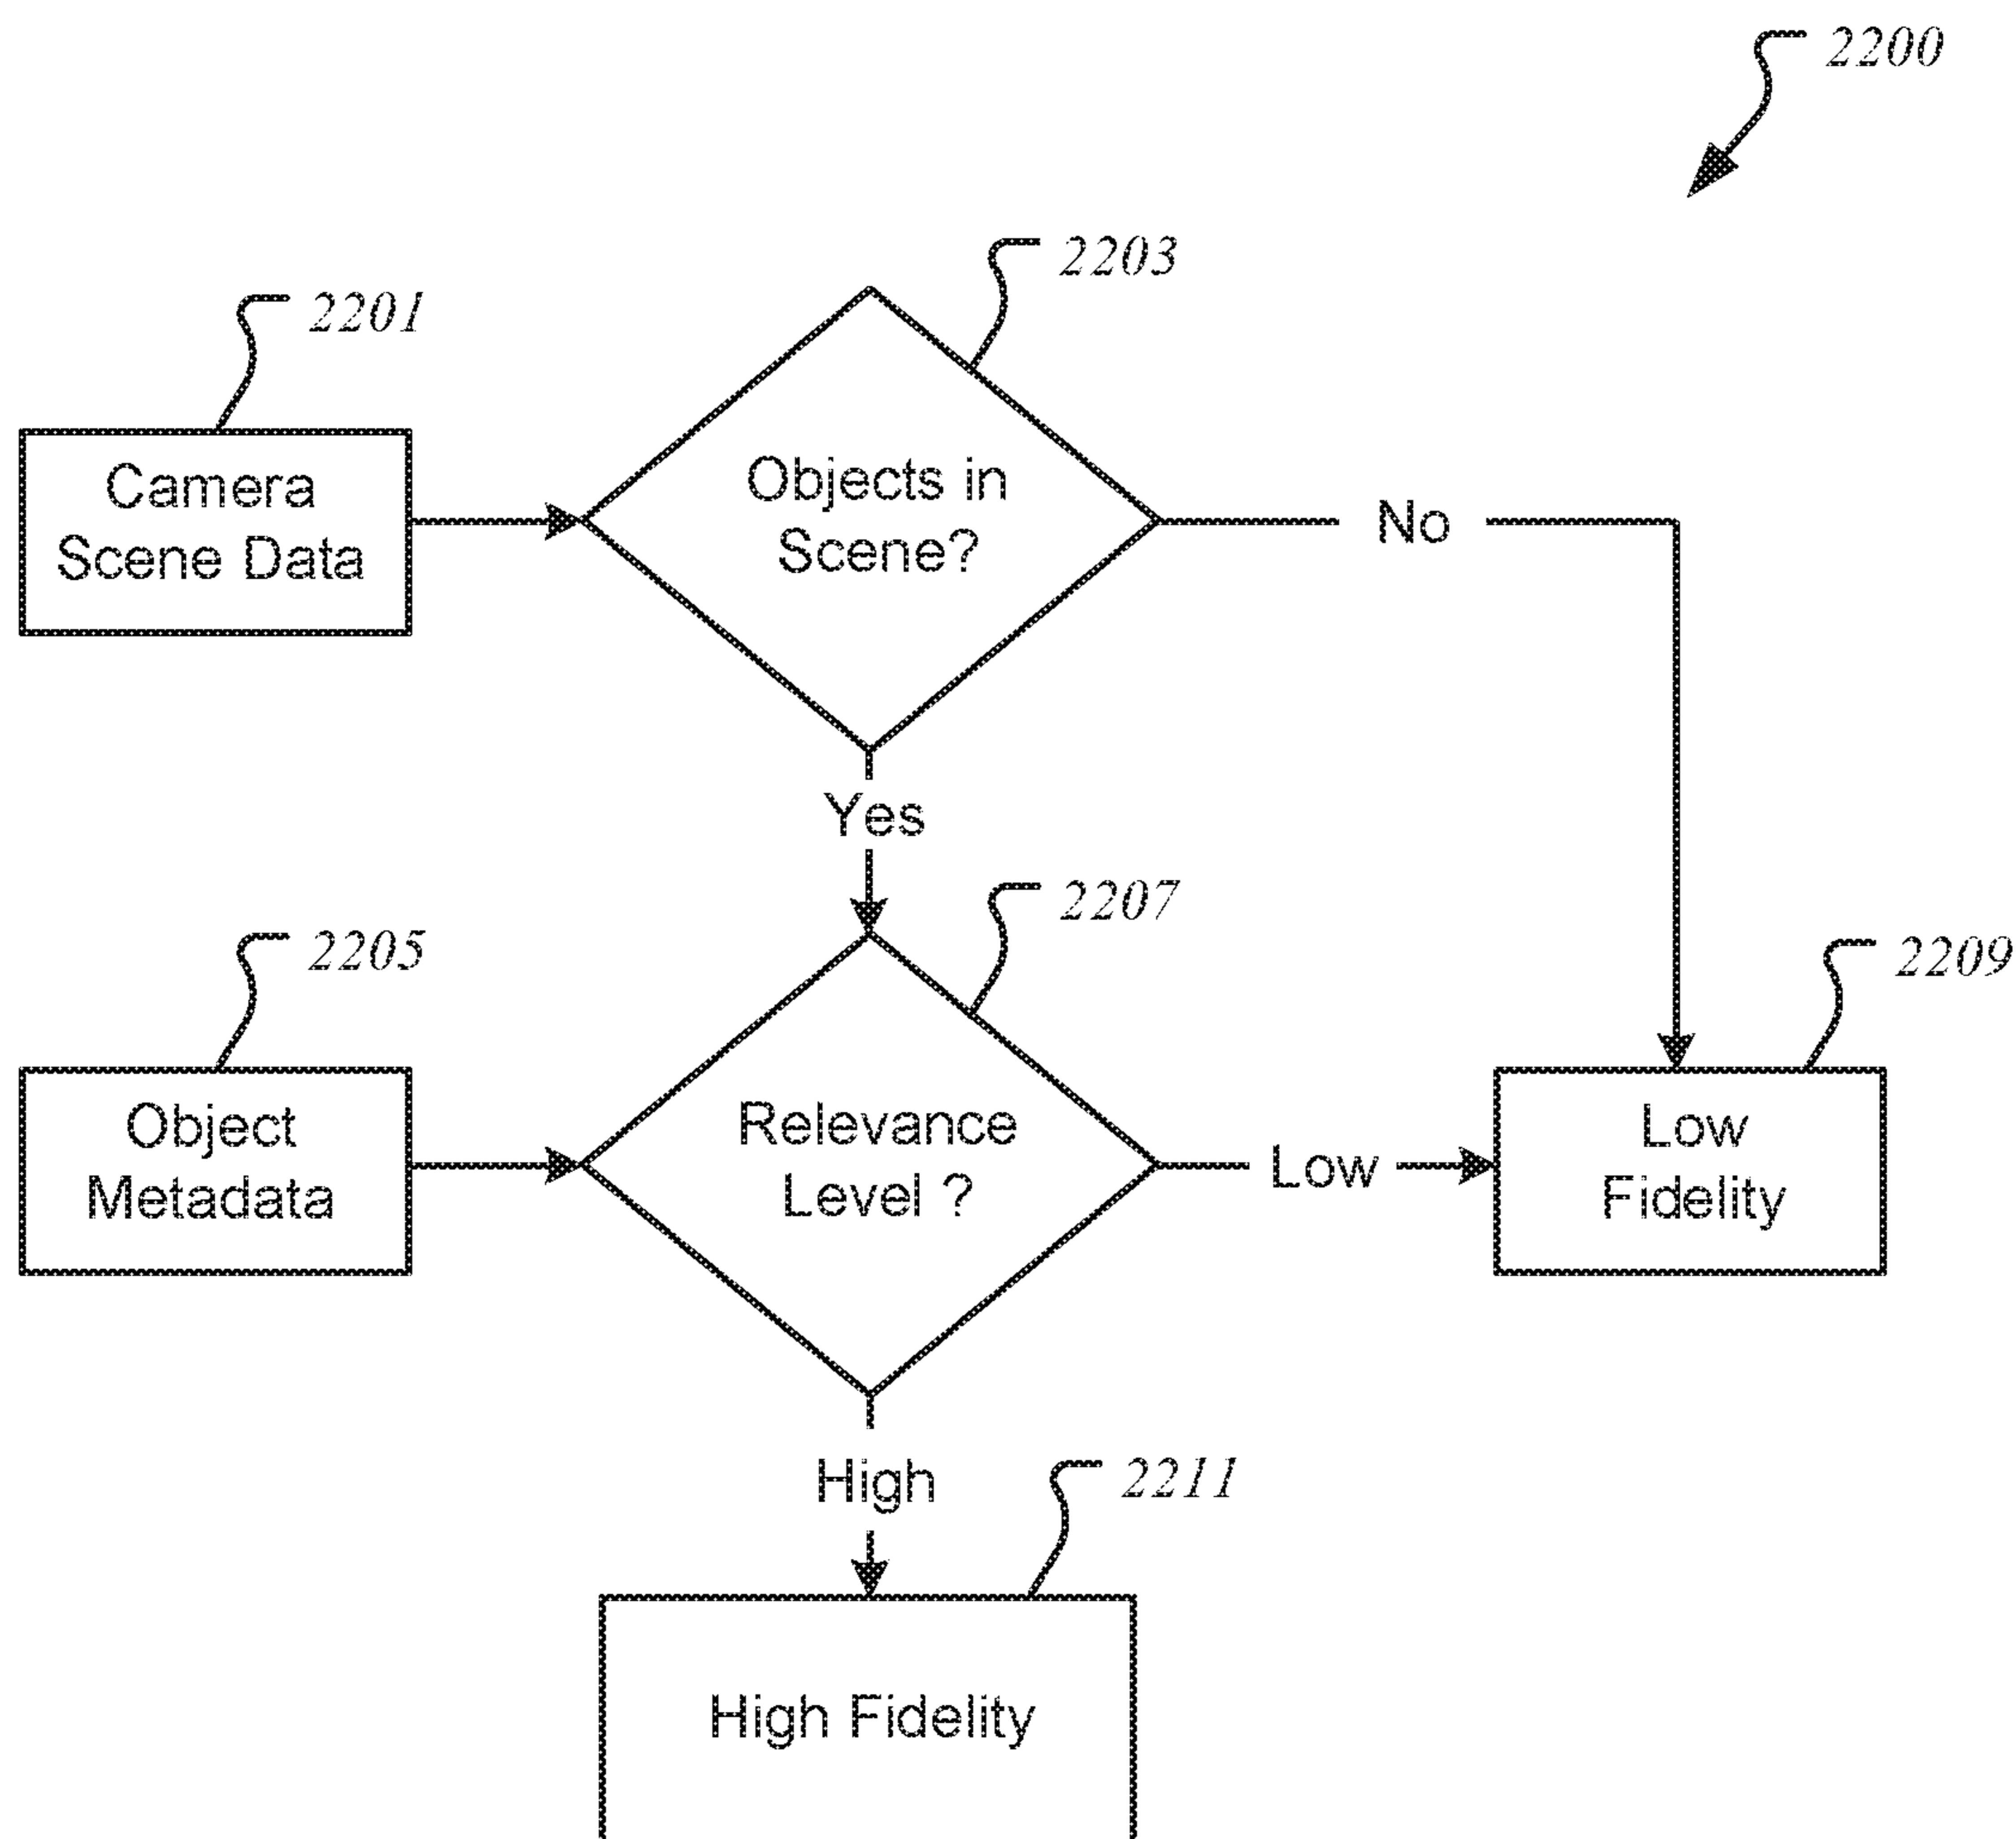 2200
2203
2201
Camera
Scene Data
Objects in
Scene?
No
Yes
2207
2205
2209
Object
Metadata
Relevance
Level ?
Low
Low
Fidelity
High
2211
High Fidelity